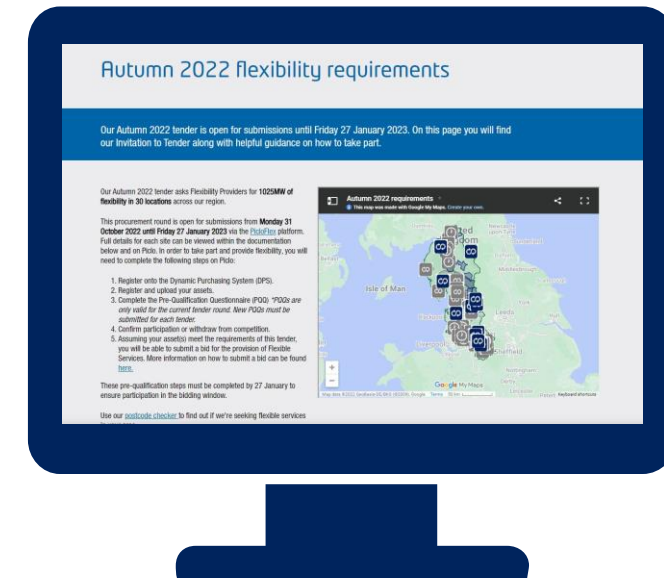 Autumn 2022 flexibility requirements
Our Autumn 2022 tender is open for submissions until Friday 27 January 2023. On this page you will find
our Invitation to Tender along with helpful guidance on how to take part.
Our Autumn 2022 tender asks Flexibility Providers for 1025MW of
flexibility in 30 locations across our region.
This procurement round is open for submissions from Monday 31
October 2022 until Friday 27 January 2023 via the PicloFlex platform.
Full details for each site can be viewed within the documentation
below and on Piclo. In order to take part and provide flexibility, you will
need to complete the following steps on Piclo:
1. Register onto the Dynamic Purchasing System (DPS).
2. Register and upload your assets.
3. Complete the Pre-Qualification Questionnaire (PQQ) *PQQs are
only valid for the current tender round. New PQQs must be
submitted for each tender.
4. Confirm participation or withdraw from competition.
5. Assuming your asset(s) meet the requirements of this tender,
you will be able to submit a bid for the provision of Flexible
Services. More information on how to submit a bid can be found
here.
These pre-qualification steps must be completed by 27 January to
ensure participation in the bidding window.
Use our postcode checker to find out if we're seeking flexible services
Autumn 2022 requirements
This map was made with Google My Maps. Create your own.
Isle of Man
Leeds
Sheffield
Nottingham
Google My Maps
Terms
Keyboard shortcuts